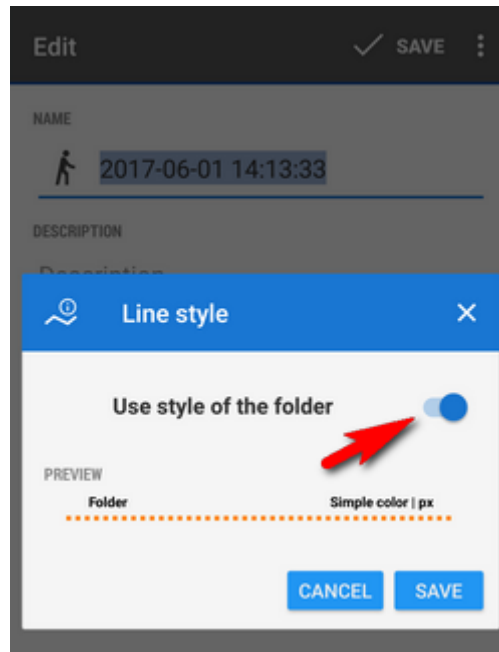 Edit SAVE
NAME
2017-06-01 14:13:33
DESCRIPTION
Description
Line style
Use style of the folder
PREVIEW
Folder Simple color | px
CANCEL SAVE